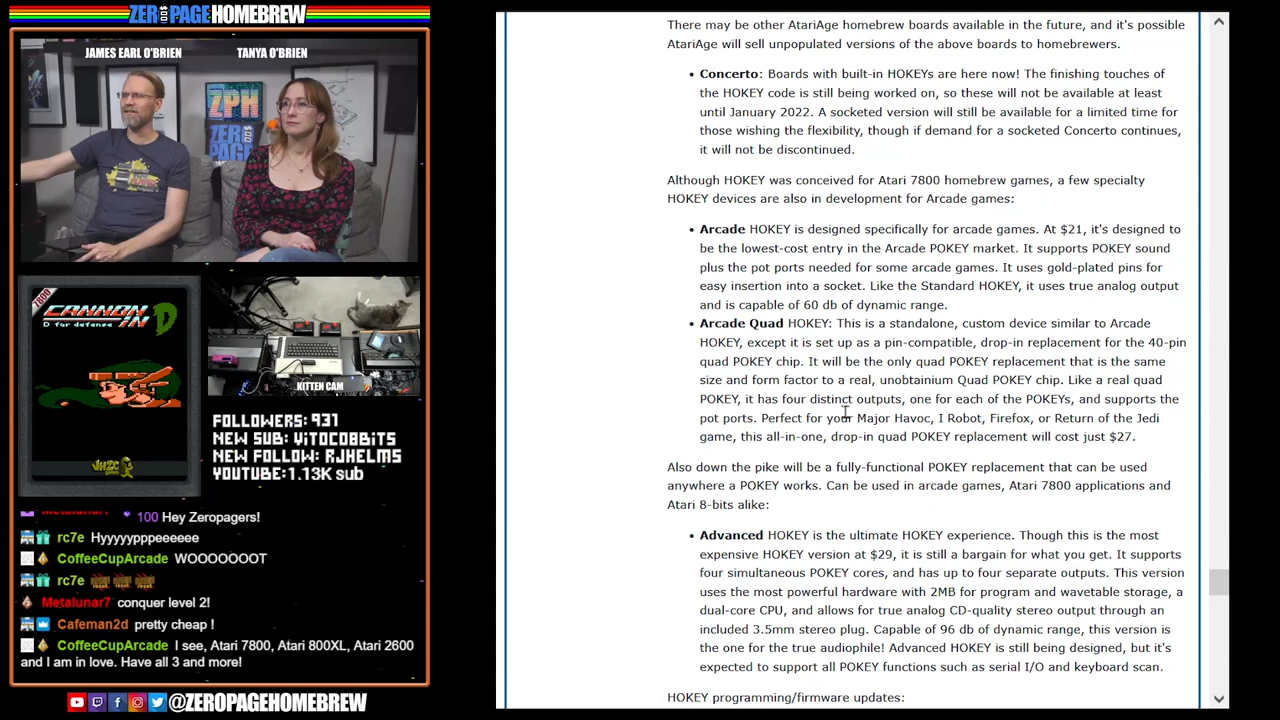 ZERO PAGE HOMEBREW
JAMES EARL O'BRIEN
TANYA O'BRIEN
ZPH
ZERO
PAGE
7800
CANNON
IN D
D FOR DEFENSE
JHZC
GAMES
KITTEN CAM
FOLLOWERS: 931
NEW SUB: VITOCOBBITS
NEW FOLLOW: RJHELMS
YOUTUBE: 1.13K SUB
100 Hey Zeropagers!
rc7e Hyyyyypppeeeeee
CoffeeCupArcade WOOOOOOOT
rc7e
Metalunar7 conquer level 2!
Cafeman2d pretty cheap !
CoffeeCupArcade I see, Atari 7800, Atari 800XL, Atari 2600
and I am in love. Have all 3 and more!
@ZEROPAGEHOMEBREW
There may be other AtariAge homebrew boards available in the future, and it's possible
AtariAge will sell unpopulated versions of the above boards to homebrewers.
• Concerto: Boards with built-in HOKEYs are here now! The finishing touches of
the HOKEY code is still being worked on, so these will not be available at least
until January 2022. A socketed version will still be available for a limited time for
those wishing the flexibility, though if demand for a socketed Concerto continues,
it will not be discontinued.
Although HOKEY was conceived for Atari 7800 homebrew games, a few specialty
HOKEY devices are also in development for Arcade games:
• Arcade HOKEY is designed specifically for arcade games. At $21, it's designed to
be the lowest-cost entry in the Arcade POKEY market. It supports POKEY sound
plus the pot ports needed for some arcade games. It uses gold-plated pins for
easy insertion into a socket. Like the Standard HOKEY, it uses true analog output
and is capable of 60 db of dynamic range.
• Arcade Quad HOKEY: This is a standalone, custom device similar to Arcade
HOKEY, except it is set up as a pin-compatible, drop-in replacement for the 40-pin
quad POKEY chip. It will be the only quad POKEY replacement that is the same
size and form factor to a real, unobtainium Quad POKEY chip. Like a real quad
POKEY, it has four distinct outputs, one for each of the POKEYs, and supports the
pot ports. Perfect for your Major Havoc, I Robot, Firefox, or Return of the Jedi
game, this all-in-one, drop-in quad POKEY replacement will cost just $27.
Also down the pike will be a fully-functional POKEY replacement that can be used
anywhere a POKEY works. Can be used in arcade games, Atari 7800 applications and
Atari 8-bits alike:
• Advanced HOKEY is the ultimate HOKEY experience. Though this is the most
expensive HOKEY version at $29, it is still a bargain for what you get. It supports
four simultaneous POKEY cores, and has up to four separate outputs. This version
uses the most powerful hardware with 2MB for program and wavetable storage, a
dual-core CPU, and allows for true analog CD-quality stereo output through an
included 3.5mm stereo plug. Capable of 96 db of dynamic range, this version is
the one for the true audiophile! Advanced HOKEY is still being designed, but it's
expected to support all POKEY functions such as serial I/O and keyboard scan.
HOKEY programming/firmware updates: